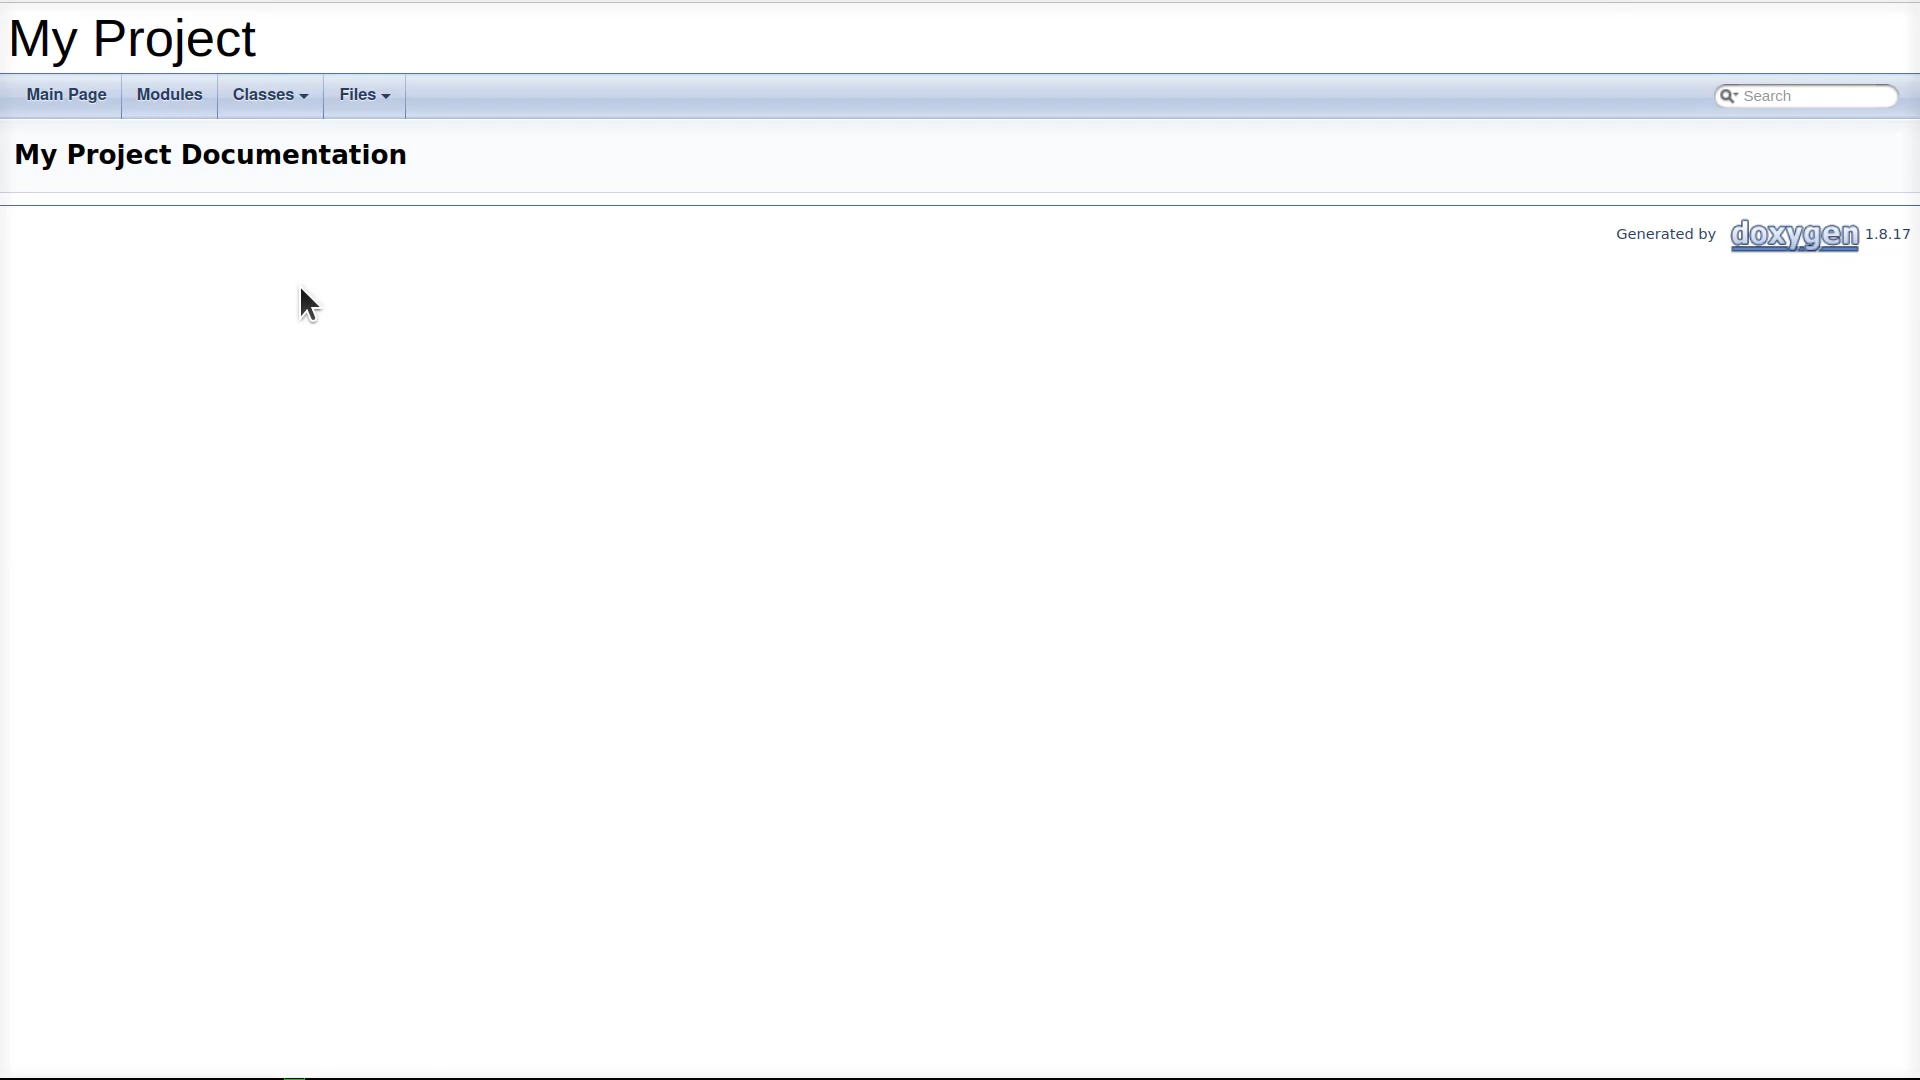 My Project
Main Page Modules Classes Files Search
My Project Documentation
Generated by doxygen 1.8.17